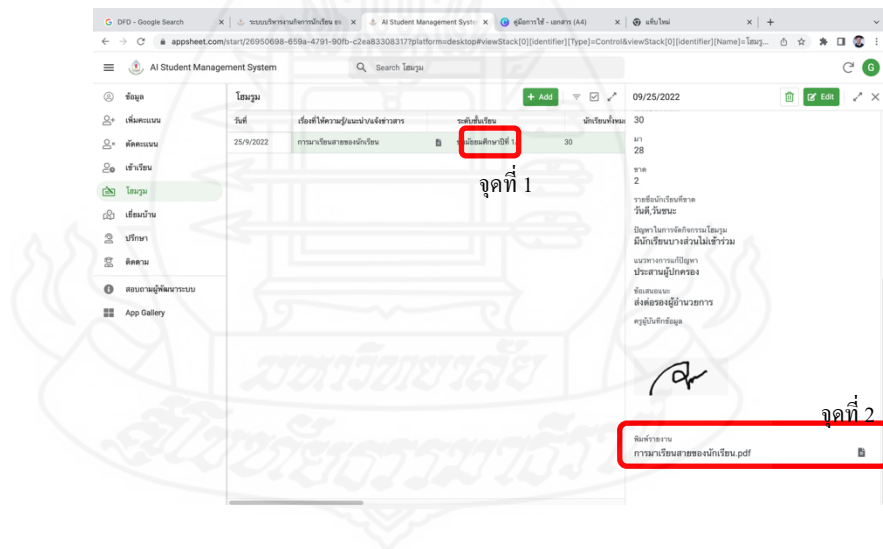 DFD - Google Search
ระบบบริหารงานกิจการนักเรียน ธเ
AI Student Management Syste
คู่มือการใช้ - เอกสาร (A4)
แท็บใหม่
appsheet.com/start/26950698-659a-4791-90fb-c2ea83308317?platform=desktop#viewStack[0][identifier][Type]=Control&viewStack[0][identifier][Name]=โฮมรู...
AI Student Management System
Search โฮมรูม
G
ข้อมูล
เพิ่มคะแนน
ตัดคะแนน
เข้าเรียน
โฮมรูม
เยี่ยมบ้าน
ปรึกษา
ติดตาม
สอบถามผู้พัฒนาระบบ
App Gallery
โฮมรูม
+ Add
วันที่ เรื่องที่ให้ความรู้/แนะนำ/แจ้งข่าวสาร ระดับชั้นเรียน นักเรียนทั้งหมด
25/9/2022 การมาเรียนสายของนักเรียน มัธยมศึกษาปีที่ 1 30
จุดที่ 1
09/25/2022
Edit
30
มา
28
ขาด
2
รายชื่อนักเรียนที่ขาด
วันดี,วันชนะ
ปัญหาในการจัดกิจกรรมโฮมรูม
มีนักเรียนบางส่วนไม่เข้าร่วม
แนวทางการแก้ปัญหา
ประสานผู้ปกครอง
ข้อเสนอแนะ
ส่งต่อรองผู้อำนวยการ
ครูผู้บันทึกข้อมูล
จุดที่ 2
พิมพ์รายงาน
การมาเรียนสายของนักเรียน.pdf